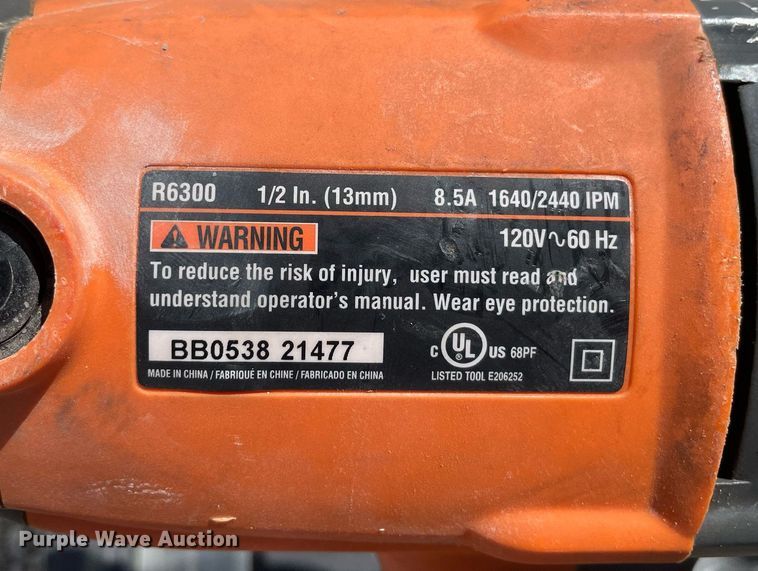 R6300 1/2 In. (13mm) 8.5A 1640/2440 IPM
WARNING 120V∿60 Hz
To reduce the risk of injury, user must read and
understand operator's manual. Wear eye protection.
BB0538 21477
MADE IN CHINA / FABRIQUÉ EN CHINE / FABRICADO EN CHINA
C UL US 68PF
LISTED TOOL E206252
Purple Wave Auction